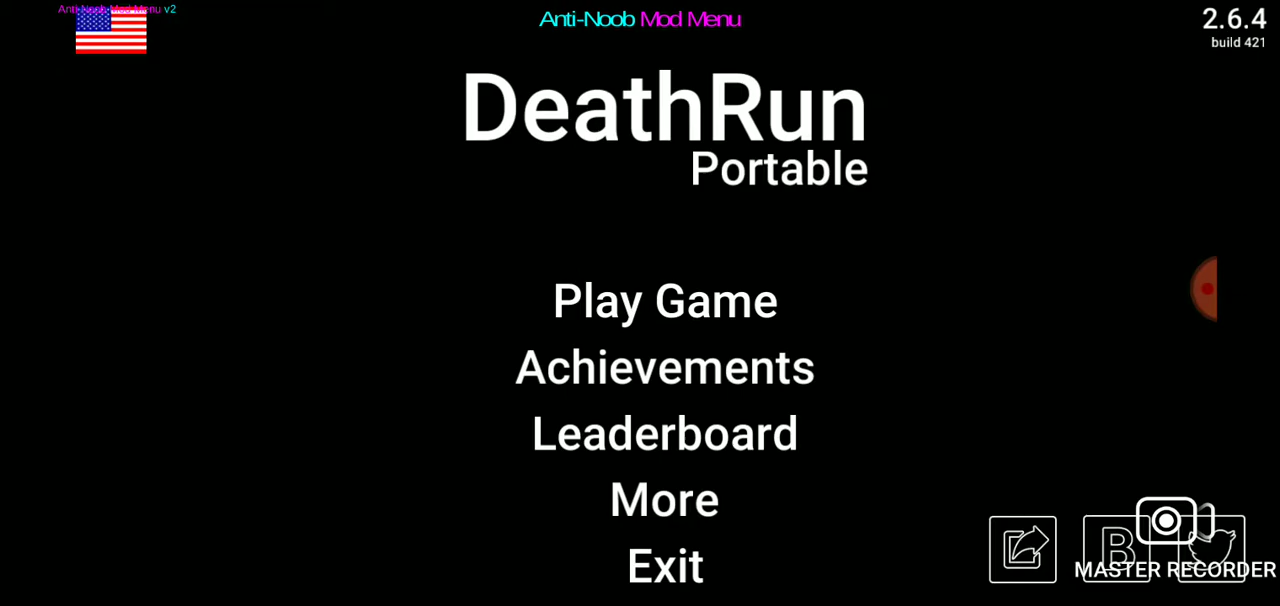 Anti-Noob Mod Menu v2
Anti-Noob Mod Menu
2.6.4
build 421
DeathRun
Portable
Play Game
Achievements
Leaderboard
More
Exit
B
MASTER RECORDER